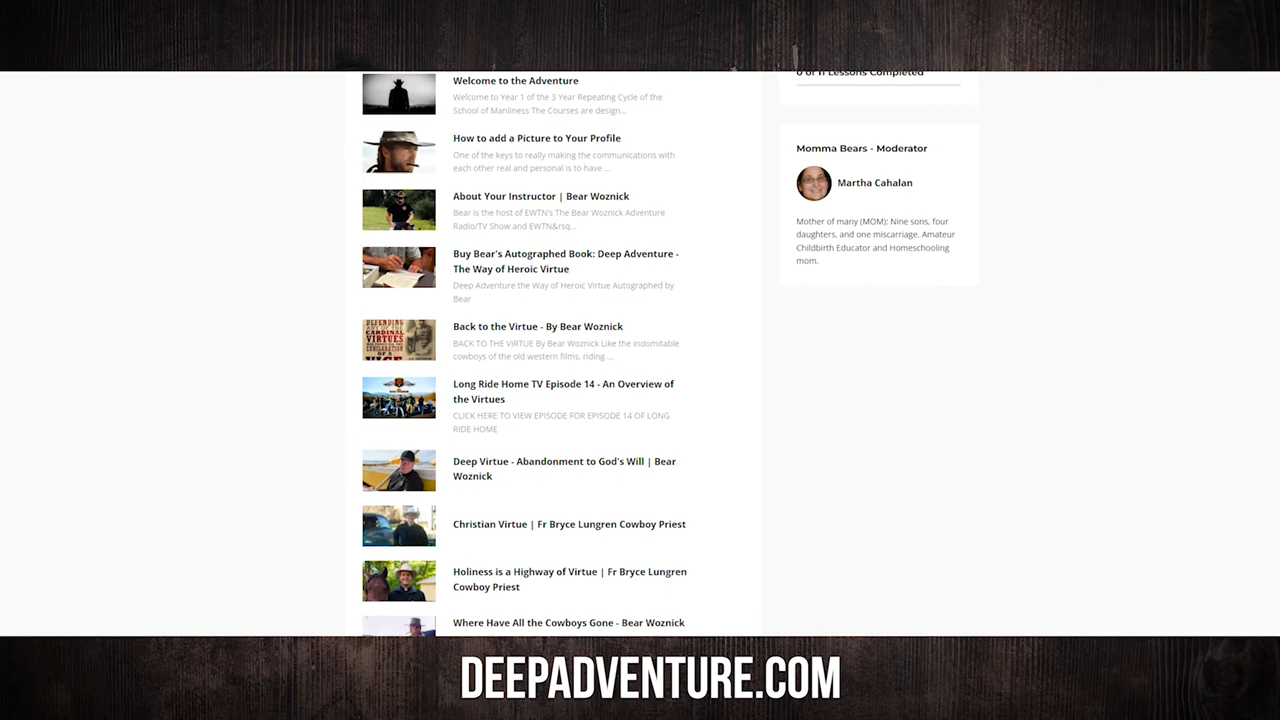 Welcome to the Adventure
Welcome to Year 1 of the 3 Year Repeating Cycle of the
School of Manliness The Courses are design...
How to add a Picture to Your Profile
One of the keys to really making the communications with
each other real and personal is to have ...
About Your Instructor | Bear Woznick
Bear is the host of EWTN's The Bear Woznick Adventure
Radio/TV Show and EWTN&rsq...
Buy Bear's Autographed Book: Deep Adventure -
The Way of Heroic Virtue
Deep Adventure the Way of Heroic Virtue Autographed by
Bear
Back to the Virtue - By Bear Woznick
BACK TO THE VIRTUE By Bear Woznick Like the indomitable
cowboys of the old western films, riding ...
DEFENDING
CARDINAL
VIRTUES
OF A
VICE
Long Ride Home TV Episode 14 - An Overview of
the Virtues
CLICK HERE TO VIEW EPISODE FOR EPISODE 14 OF LONG
RIDE HOME
Deep Virtue - Abandonment to God's Will | Bear
Woznick
Christian Virtue | Fr Bryce Lungren Cowboy Priest
Holiness is a Highway of Virtue | Fr Bryce Lungren
Cowboy Priest
Where Have All the Cowboys Gone - Bear Woznick
0 of 11 Lessons Completed
Momma Bears - Moderator
Martha Cahalan
Mother of many (MOM): Nine sons, four
daughters, and one miscarriage. Amateur
Childbirth Educator and Homeschooling
mom.
DEEPADVENTURE.COM